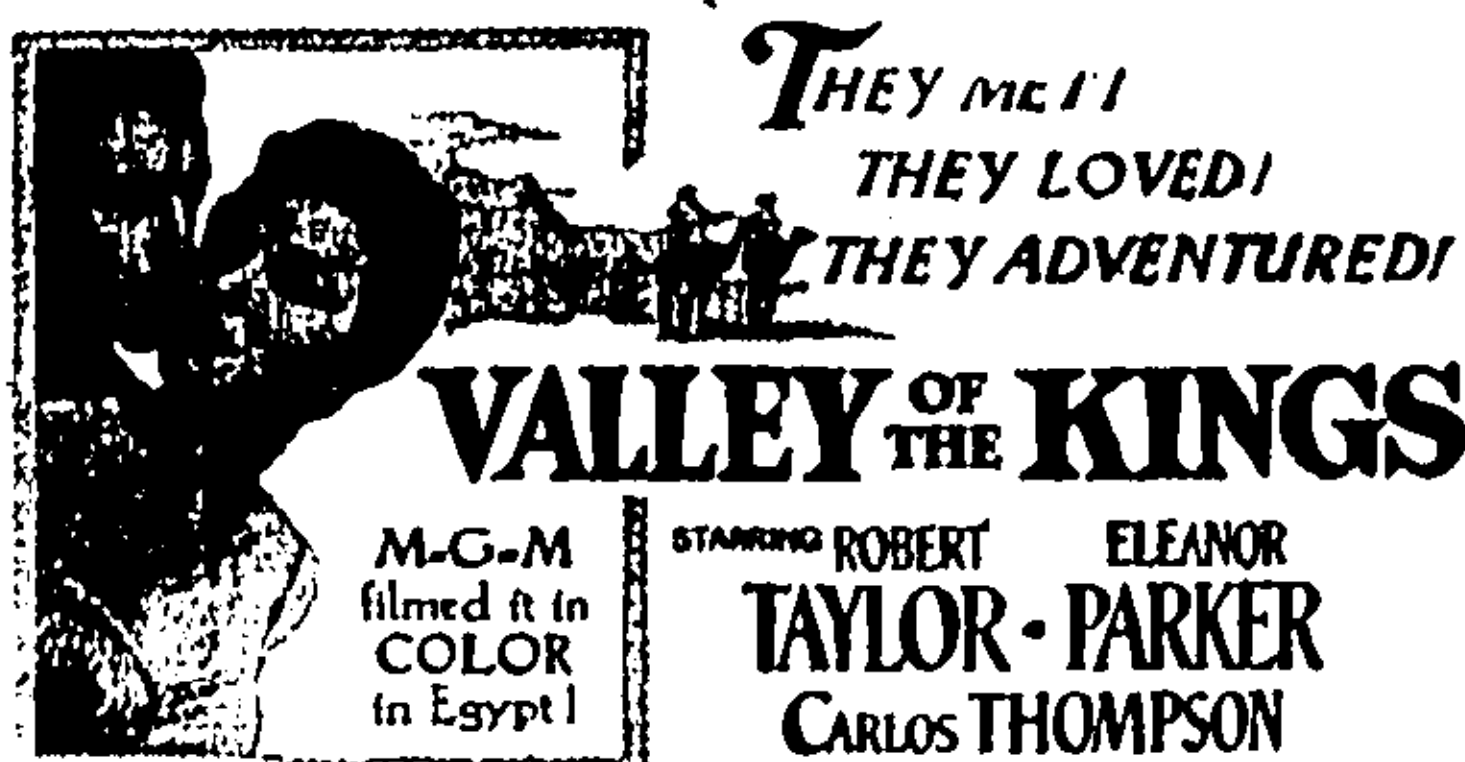 THEY MET!
THEY LOVED!
THEY ADVENTURED!
VALLEY OF THE KINGS
M-G-M
filmed it in
COLOR
in Egypt!
STARRING ROBERT TAYLOR - ELEANOR PARKER
CARLOS THOMPSON